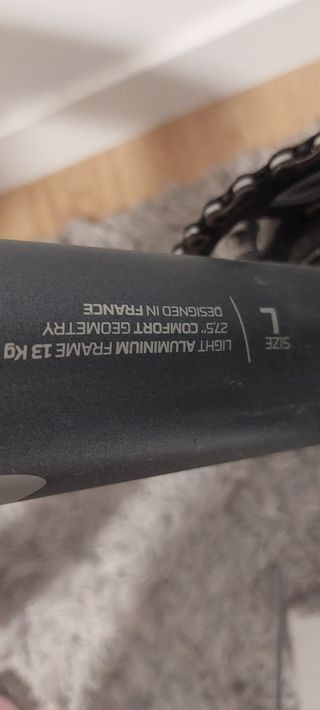 SIZE
L
LIGHT ALUMINIUM FRAME 13 Kg
27,5" COMFORT GEOMETRY
DESIGNED IN FRANCE